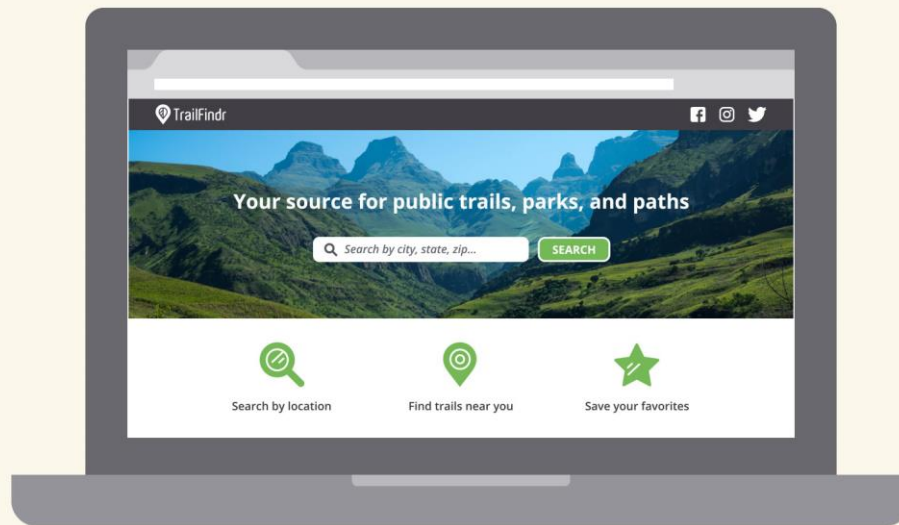 TrailFindr
Your source for public trails, parks, and paths
Search by city, state, zip...
SEARCH
Search by location
Find trails near you
Save your favorites